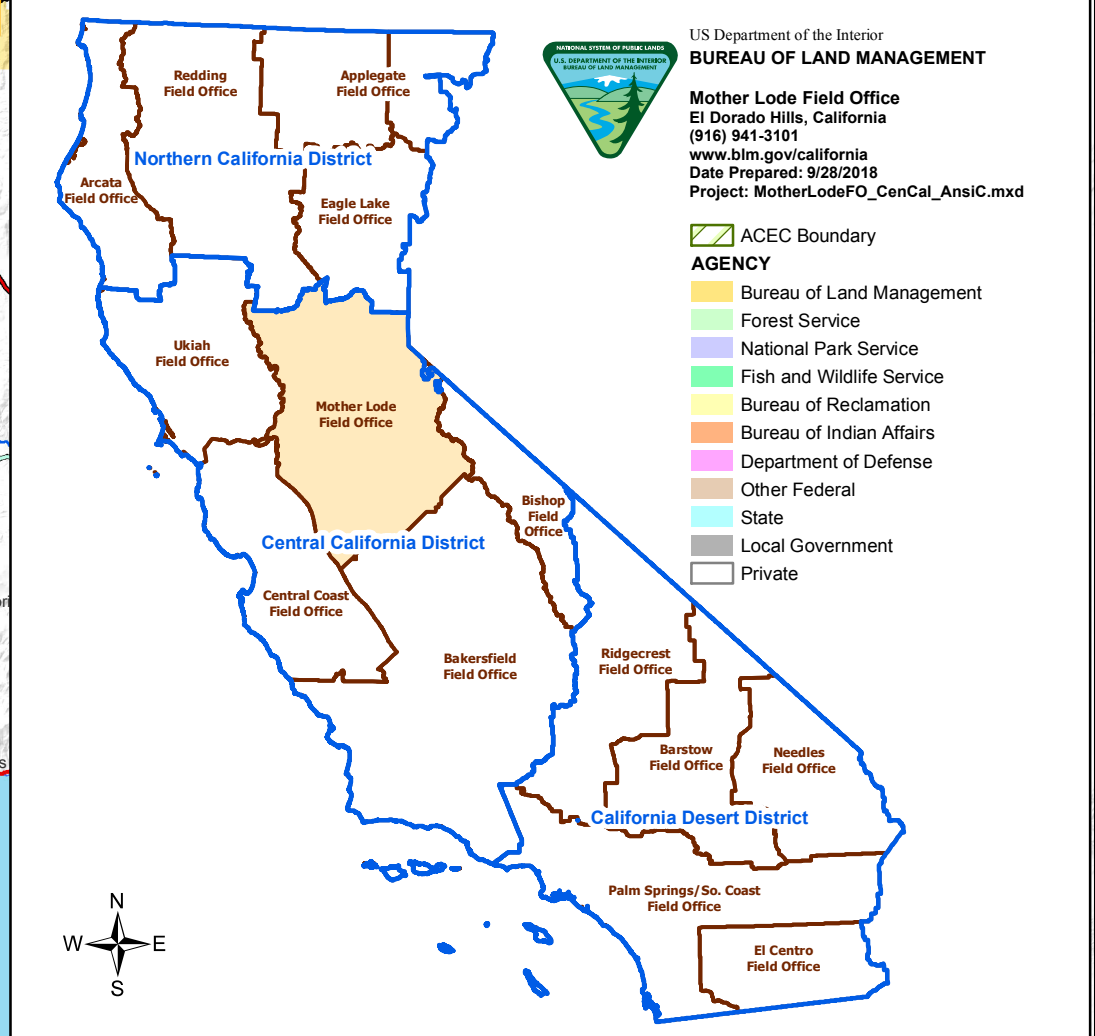 US Department of the Interior
BUREAU OF LAND MANAGEMENT
NATIONAL SYSTEM OF PUBLIC LANDS
U.S. DEPARTMENT OF THE INTERIOR
BUREAU OF LAND MANAGEMENT
Mother Lode Field Office
El Dorado Hills, California
(916) 941-3101
www.blm.gov/california
Date Prepared: 9/28/2018
Project: MotherLodeFO_CenCal_AnsiC.mxd
ACEC Boundary
AGENCY
Bureau of Land Management
Forest Service
National Park Service
Fish and Wildlife Service
Bureau of Reclamation
Bureau of Indian Affairs
Department of Defense
Other Federal
State
Local Government
Private
Redding
Field Office
Applegate
Field Office
Northern California District
Arcata
Field Office
Eagle Lake
Field Office
Ukiah
Field Office
Mother Lode
Field Office
Bishop
Field
Office
Central California District
Central Coast
Field Office
Bakersfield
Field Office
Ridgecrest
Field Office
Barstow
Field Office
Needles
Field Office
California Desert District
Palm Springs/So. Coast
Field Office
El Centro
Field Office
N
W
E
S